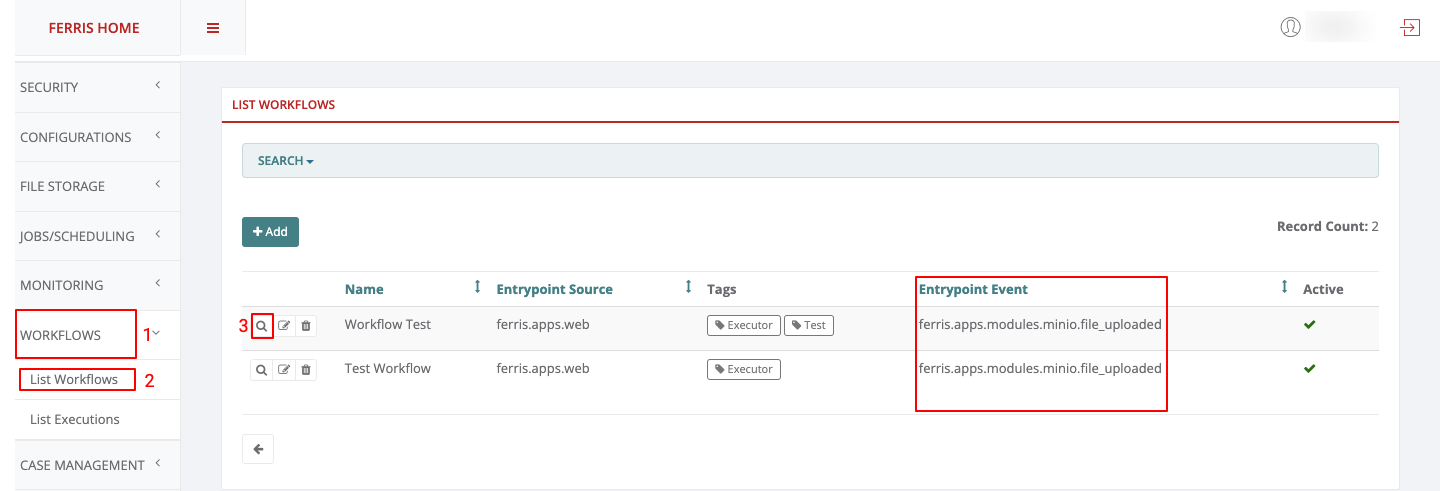 FERRIS HOME
SECURITY
CONFIGURATIONS
FILE STORAGE
JOBS/SCHEDULING
MONITORING
WORKFLOWS 1
List Workflows 2
List Executions
CASE MANAGEMENT
LIST WORKFLOWS
SEARCH
+ Add
Record Count: 2
Name Entrypoint Source Tags Entrypoint Event Active
3 Workflow Test ferris.apps.web Executor Test ferris.apps.modules.minio.file_uploaded
Test Workflow ferris.apps.web Executor ferris.apps.modules.minio.file_uploaded